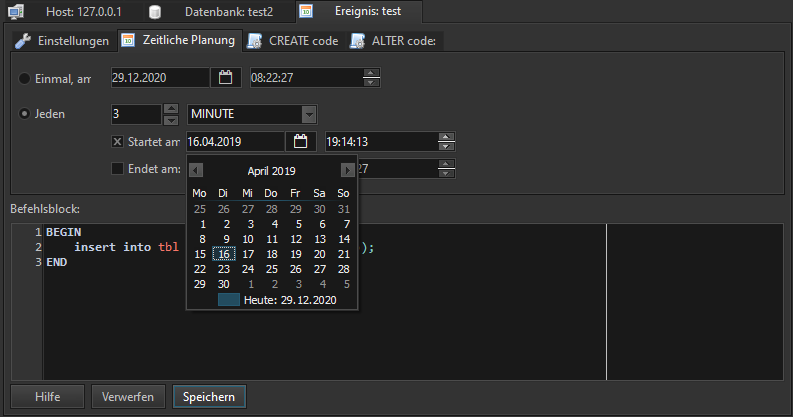 Host: 127.0.0.1 Datenbank: test2 Ereignis: test
Einstellungen Zeitliche Planung CREATE code ALTER code:
Einmal, am 29.12.2020 08:22:27
Jeden 3 MINUTE
Startet am 16.04.2019 19:14:13
Endet am: :27
April 2019
Mo Di Mi Do Fr Sa So
25 26 27 28 29 30 31
1 2 3 4 5 6 7
8 9 10 11 12 13 14
15 16 17 18 19 20 21
22 23 24 25 26 27 28
29 30 1 2 3 4 5
Heute: 29.12.2020
Befehlsblock:
1 BEGIN
2 insert into tbl );
3 END
Hilfe Verwerfen Speichern